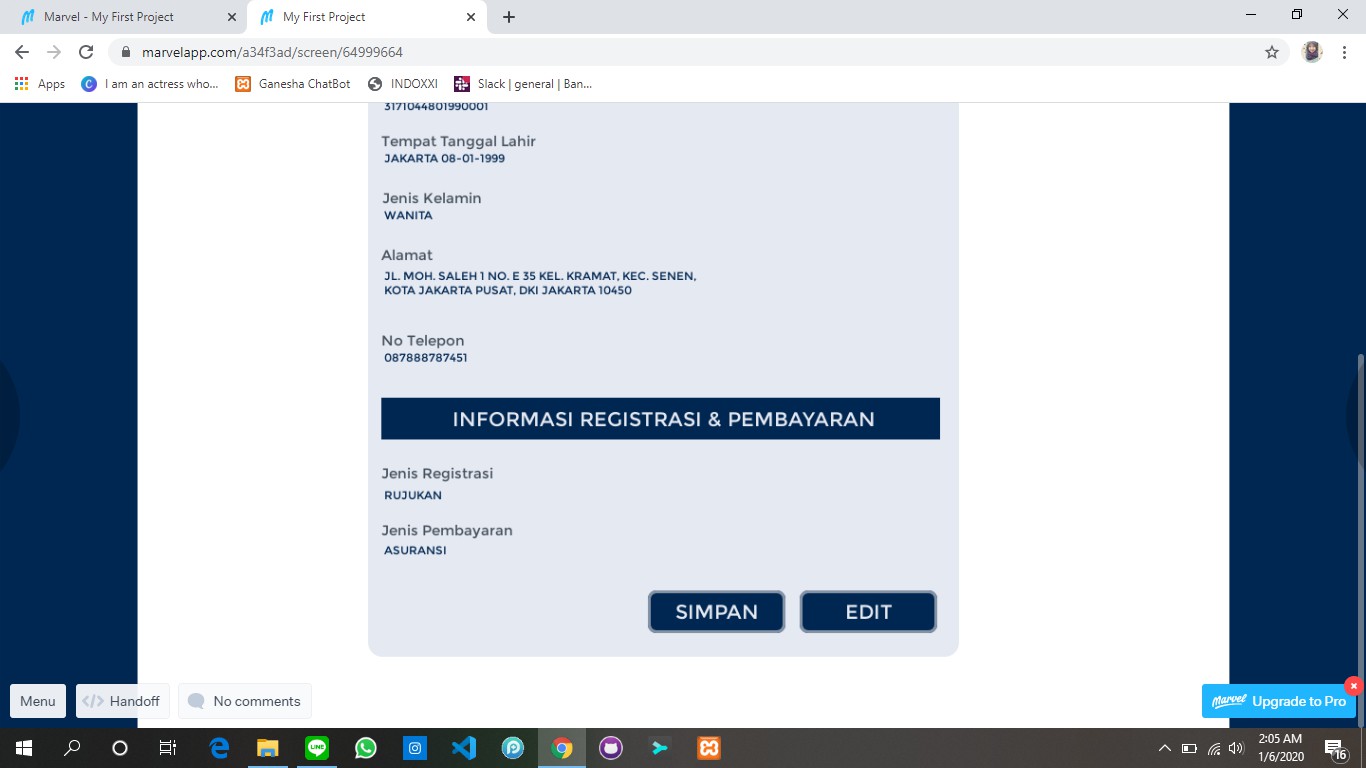 Marvel - My First Project
My First Project
marvelapp.com/a34f3ad/screen/64999664
Apps
I am an actress who...
Ganesha ChatBot
INDOXXI
Slack | general | Ban...
3171044801990001
Tempat Tanggal Lahir
JAKARTA 08-01-1999
Jenis Kelamin
WANITA
Alamat
JL. MOH. SALEH 1 NO. E 35 KEL. KRAMAT, KEC. SENEN,
KOTA JAKARTA PUSAT, DKI JAKARTA 10450
No Telepon
087888787451
INFORMASI REGISTRASI & PEMBAYARAN
Jenis Registrasi
RUJUKAN
Jenis Pembayaran
ASURANSI
SIMPAN
EDIT
Menu
</> Handoff
No comments
marvel Upgrade to Pro
LINE
2:05 AM
1/6/2020
16